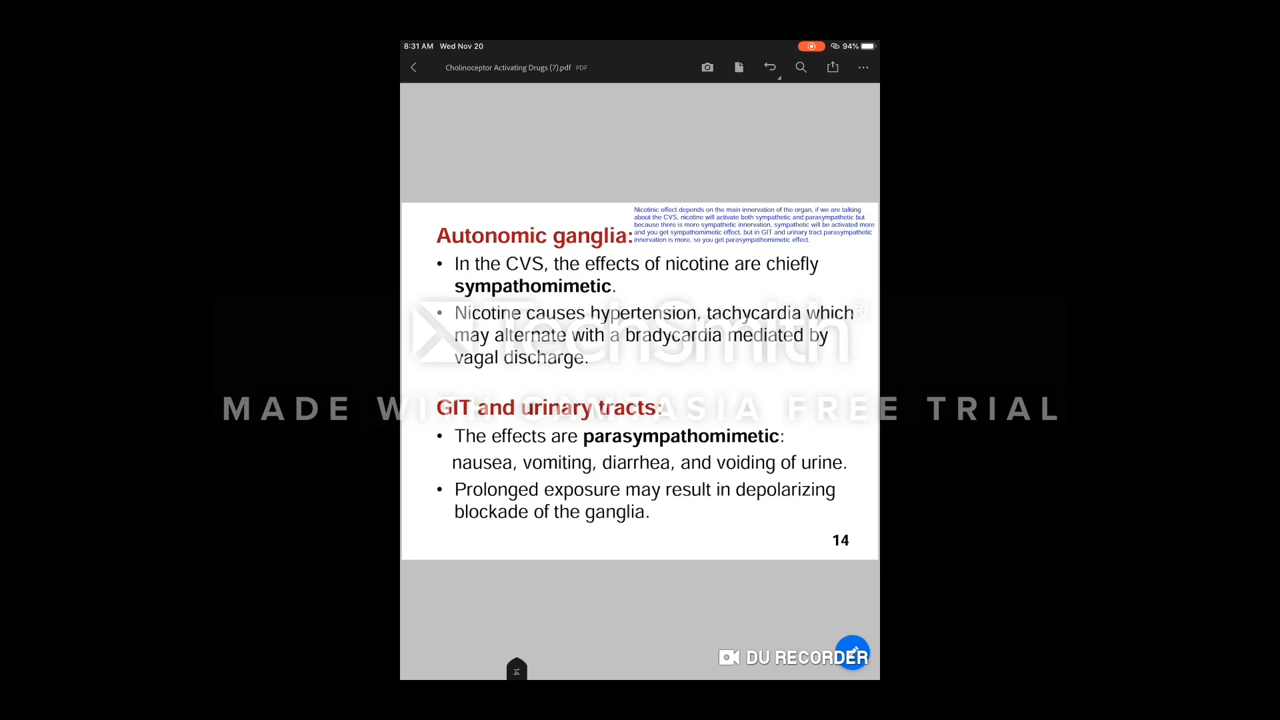 8:31 AM Wed Nov 20
94%
Cholinoceptor Activating Drugs (7).pdf PDF
Nicotinic effect depends on the main innervation of the organ, if we are talking
about the CVS, nicotine will activate both sympathetic and parasympathetic but
because there is more sympathetic innervation, sympathetic will be activated more
and you get sympathomimetic effect, but in GIT and urinary tract parasympathetic
innervation is more, so you get parasympathomimetic effect.
Autonomic ganglia:
• In the CVS, the effects of nicotine are chiefly
sympathomimetic.
• Nicotine causes hypertension, tachycardia which
may alternate with a bradycardia mediated by
vagal discharge.
TechSmith®
MADE WITH CAMTASIA FREE TRIAL
GIT and urinary tracts:
• The effects are parasympathomimetic:
nausea, vomiting, diarrhea, and voiding of urine.
• Prolonged exposure may result in depolarizing
blockade of the ganglia.
14
DU RECORDER
14